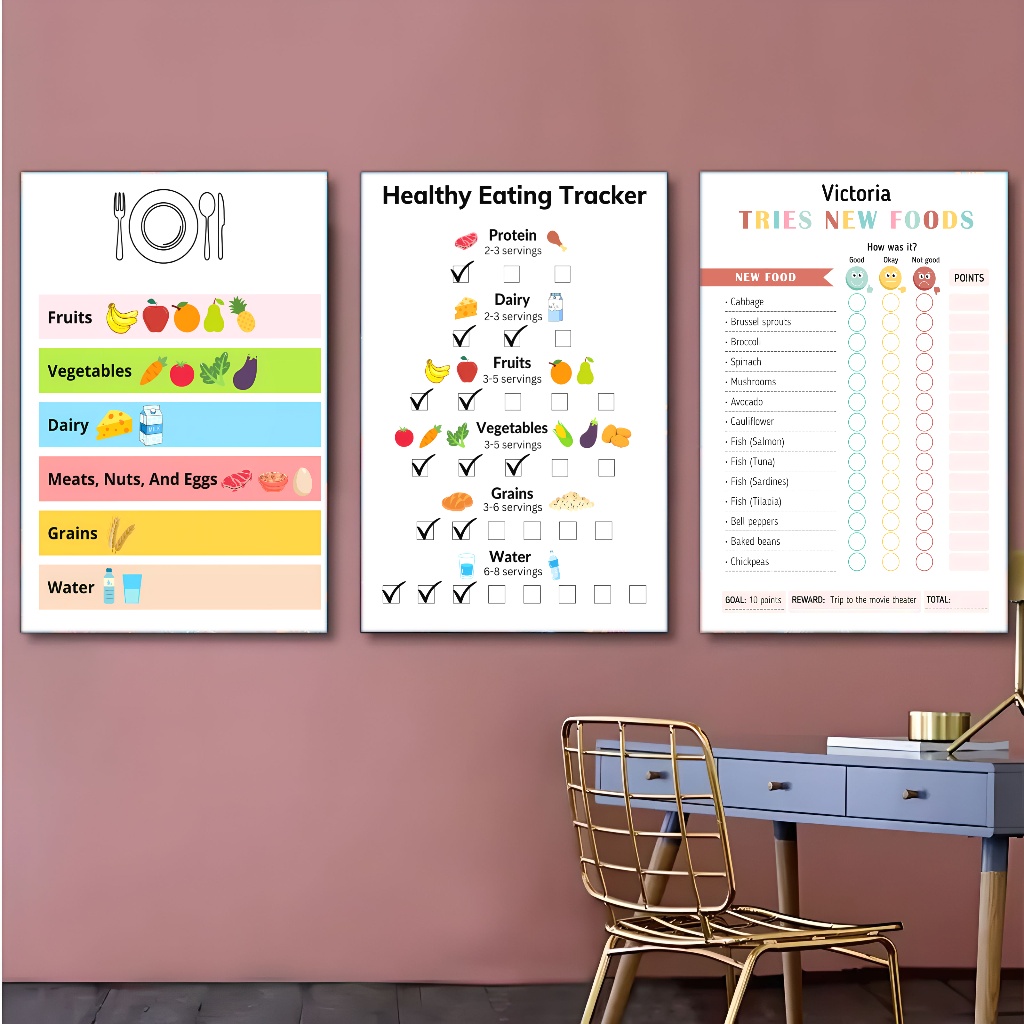 Fruits
Vegetables
Dairy
Meats, Nuts, And Eggs
Grains
Water
Healthy Eating Tracker
Protein
2-3 servings
Dairy
2-3 servings
Fruits
3-5 servings
Vegetables
3-5 servings
Grains
3-6 servings
Water
6-8 servings
Victoria
TRIES NEW FOODS
How was it?
Good Okay Not good
NEW FOOD POINTS
· Cabbage
· Brussel sprouts
· Broccol
· Spinach
· Mushrooms
· Avocado
· Cauliflower
· Fish (Salmon)
· Fish (Tuna)
· Fish (Sardines)
· Fish (Tilapia)
· Bell peppers
· Baked beans
· Chickpeas
GOAL: 10 points REWARD: Trip to the movie theater TOTAL: